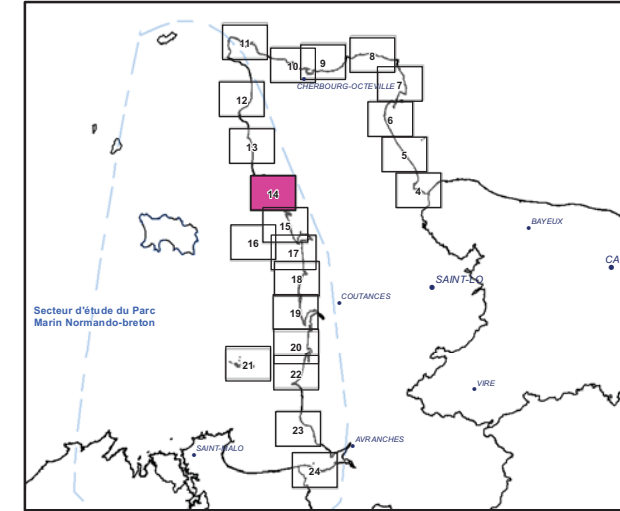 11
10
9
8
CHERBOURG-OCTEVILLE
7
12
6
13
5
14
4
15
BAYEUX
16
17
CA
18
SAINT-LO
COUTANCES
19
Secteur d'étude du Parc
Marin Normando-breton
20
21
22
VIRE
23
AVRANCHES
SAINT-MALO
24